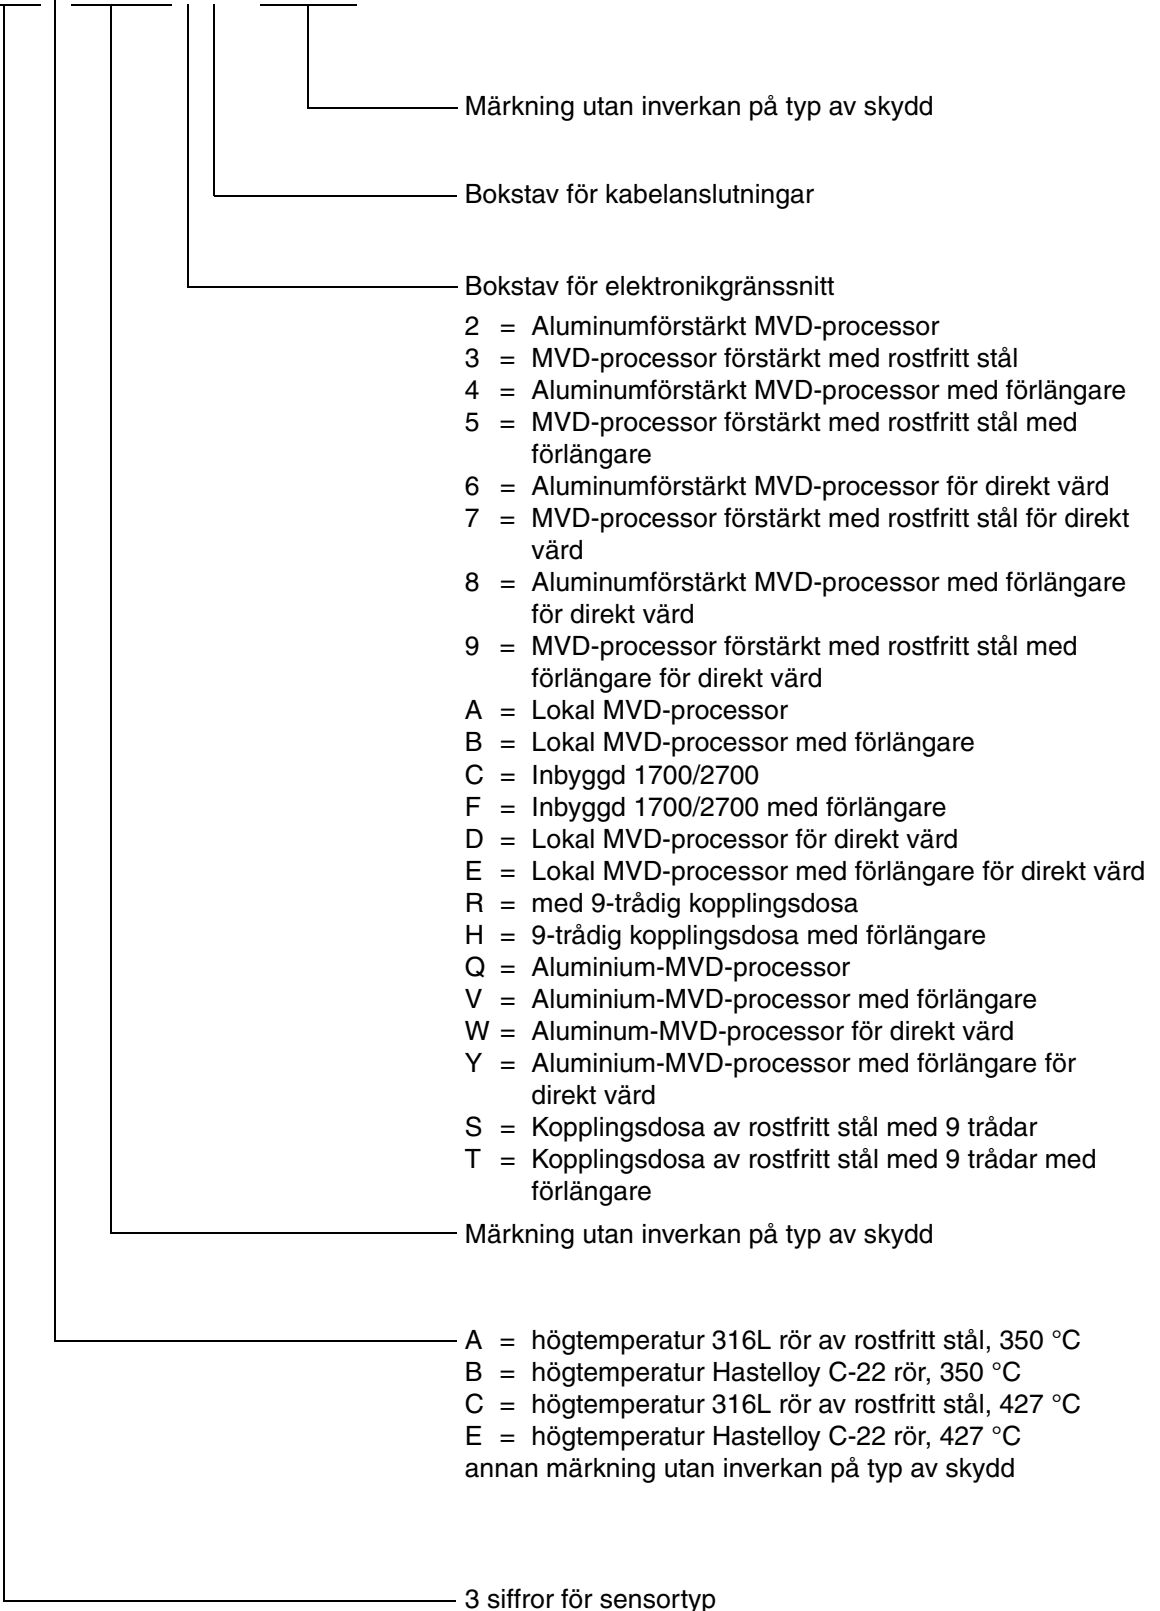 Märkning utan inverkan på typ av skydd
Bokstav för kabelanslutningar
Bokstav för elektronikgränssnitt
2 = Aluminumförstärkt MVD-processor
3 = MVD-processor förstärkt med rostfritt stål
4 = Aluminumförstärkt MVD-processor med förlängare
5 = MVD-processor förstärkt med rostfritt stål med
förlängare
6 = Aluminumförstärkt MVD-processor för direkt värd
7 = MVD-processor förstärkt med rostfritt stål för direkt
värd
8 = Aluminumförstärkt MVD-processor med förlängare
för direkt värd
9 = MVD-processor förstärkt med rostfritt stål med
förlängare för direkt värd
A = Lokal MVD-processor
B = Lokal MVD-processor med förlängare
C = Inbyggd 1700/2700
F = Inbyggd 1700/2700 med förlängare
D = Lokal MVD-processor för direkt värd
E = Lokal MVD-processor med förlängare för direkt värd
R = med 9-trådig kopplingsdosa
H = 9-trådig kopplingsdosa med förlängare
Q = Aluminium-MVD-processor
V = Aluminium-MVD-processor med förlängare
W = Aluminum-MVD-processor för direkt värd
Y = Aluminium-MVD-processor med förlängare för
direkt värd
S = Kopplingsdosa av rostfritt stål med 9 trådar
T = Kopplingsdosa av rostfritt stål med 9 trådar med
förlängare
Märkning utan inverkan på typ av skydd
A = högtemperatur 316L rör av rostfritt stål, 350 °C
B = högtemperatur Hastelloy C-22 rör, 350 °C
C = högtemperatur 316L rör av rostfritt stål, 427 °C
E = högtemperatur Hastelloy C-22 rör, 427 °C
annan märkning utan inverkan på typ av skydd
3 siffror för sensortyp